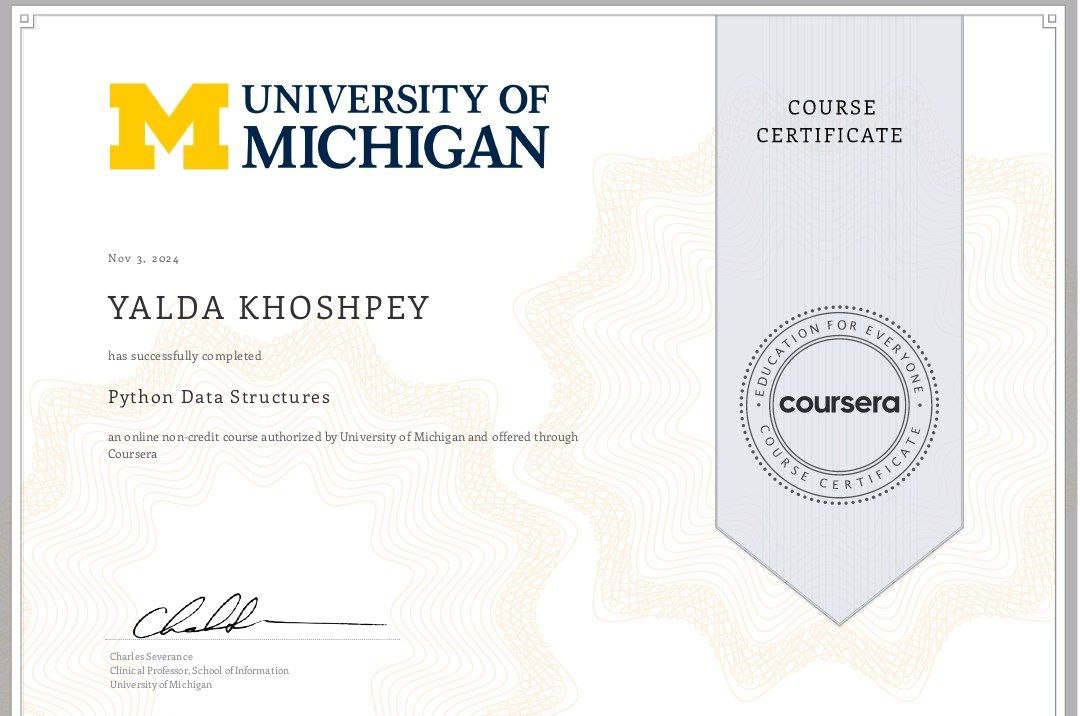 UNIVERSITY OF
MICHIGAN
COURSE
CERTIFICATE
Nov 3, 2024
YALDA KHOSHPEY
has successfully completed
Python Data Structures
an online non-credit course authorized by University of Michigan and offered through
Coursera
EDUCATION FOR EVERYONE
coursera
COURSE CERTIFICATE
Charles Severance
Clinical Professor, School of Information
University of Michigan